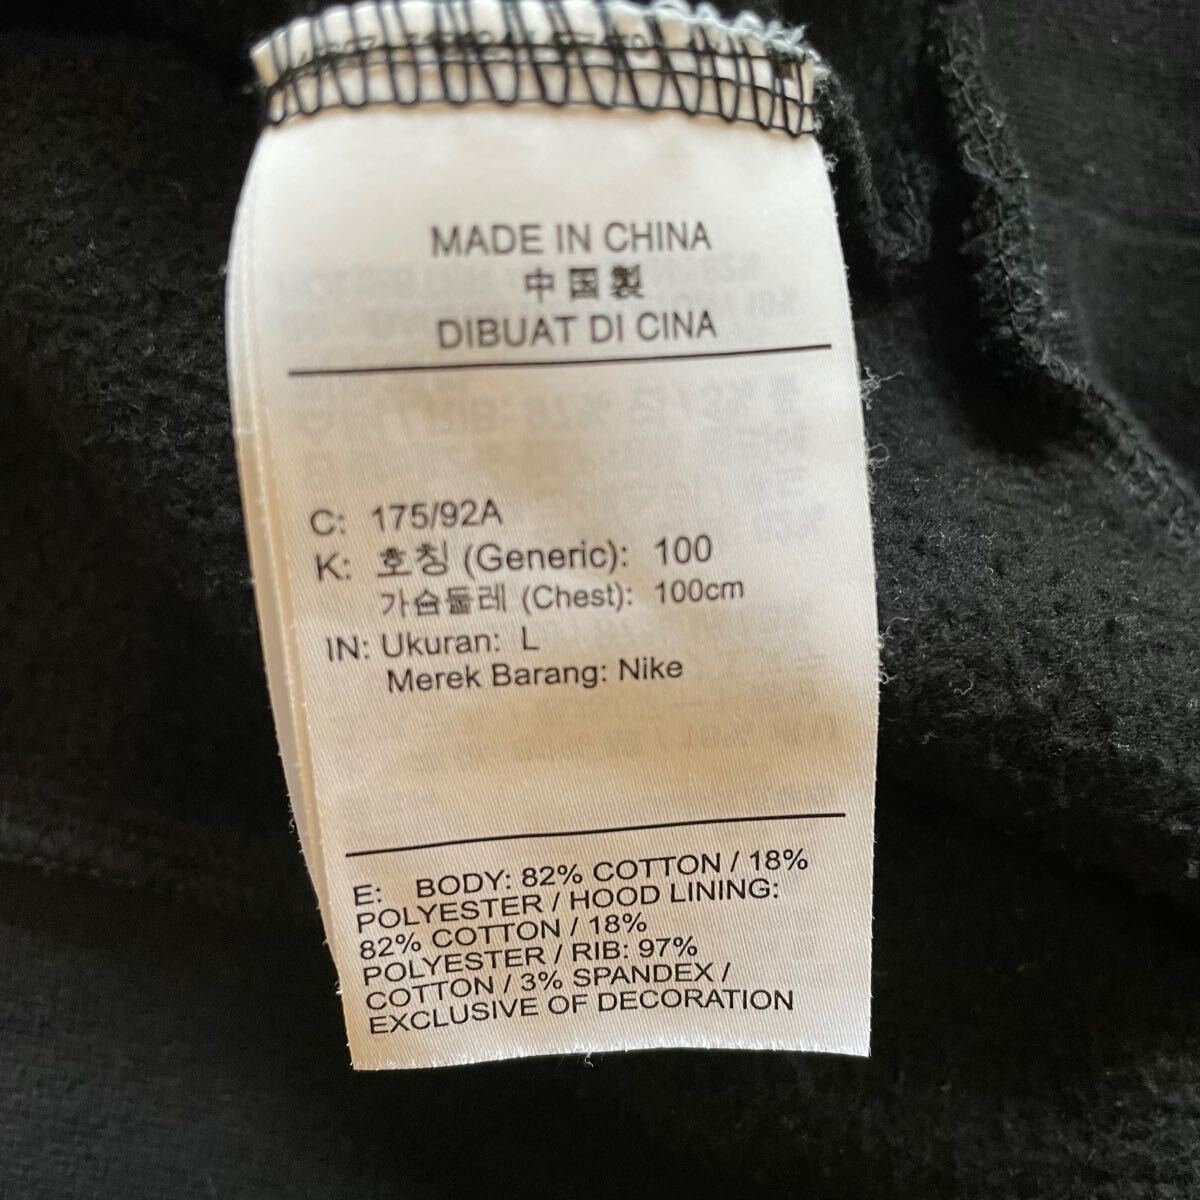 MADE IN CHINA
中国製
DIBUAT DI CINA
C: 175/92A
K: 호칭 (Generic): 100
가슴둘레 (Chest): 100cm
IN: Ukuran: L
Merek Barang: Nike
E: BODY: 82% COTTON / 18%
POLYESTER / HOOD LINING:
82% COTTON / 18%
POLYESTER / RIB: 97%
COTTON / 3% SPANDEX /
EXCLUSIVE OF DECORATION